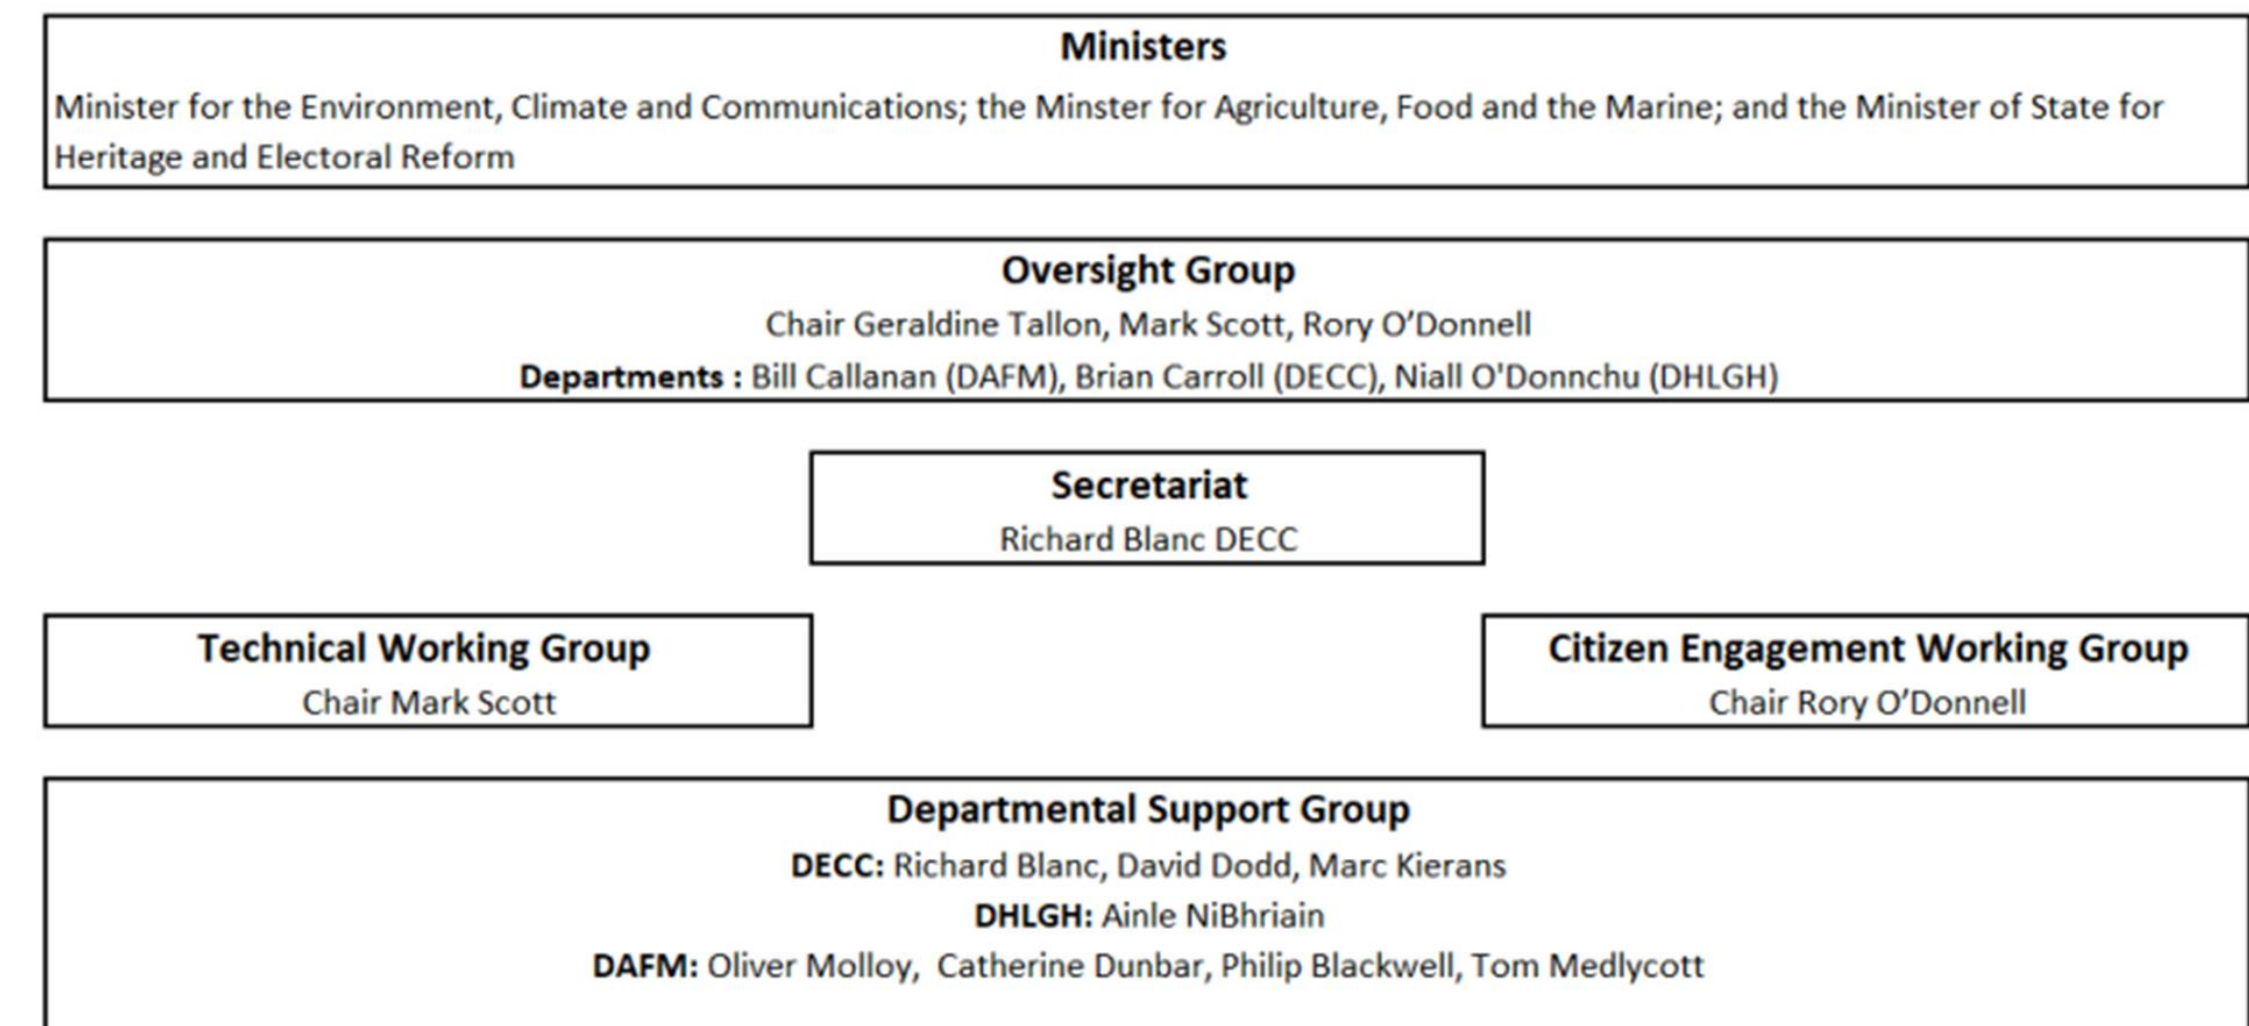 Ministers
Minister for the Environment, Climate and Communications; the Minster for Agriculture, Food and the Marine; and the Minister of State for
Heritage and Electoral Reform
Oversight Group
Chair Geraldine Tallon, Mark Scott, Rory O’Donnell
Departments : Bill Callanan (DAFM), Brian Carroll (DECC), Niall O'Donnchu (DHLGH)
Secretariat
Richard Blanc DECC
Technical Working Group
Chair Mark Scott
Citizen Engagement Working Group
Chair Rory O’Donnell
Departmental Support Group
DECC: Richard Blanc, David Dodd, Marc Kierans
DHLGH: Ainle NiBhriain
DAFM: Oliver Molloy,  Catherine Dunbar, Philip Blackwell, Tom Medlycott